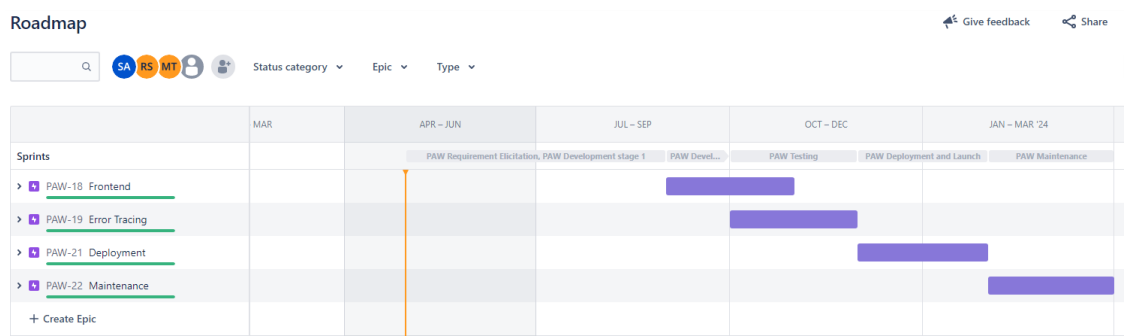 Roadmap
Give feedback
Share
SA RS MT
Status category
Epic
Type
MAR
APR – JUN
JUL – SEP
OCT – DEC
JAN – MAR '24
Sprints
PAW Requirement Elicitation, PAW Development stage 1
PAW Devel...
PAW Testing
PAW Deployment and Launch
PAW Maintenance
PAW-18 Frontend
PAW-19 Error Tracing
PAW-21 Deployment
PAW-22 Maintenance
+ Create Epic